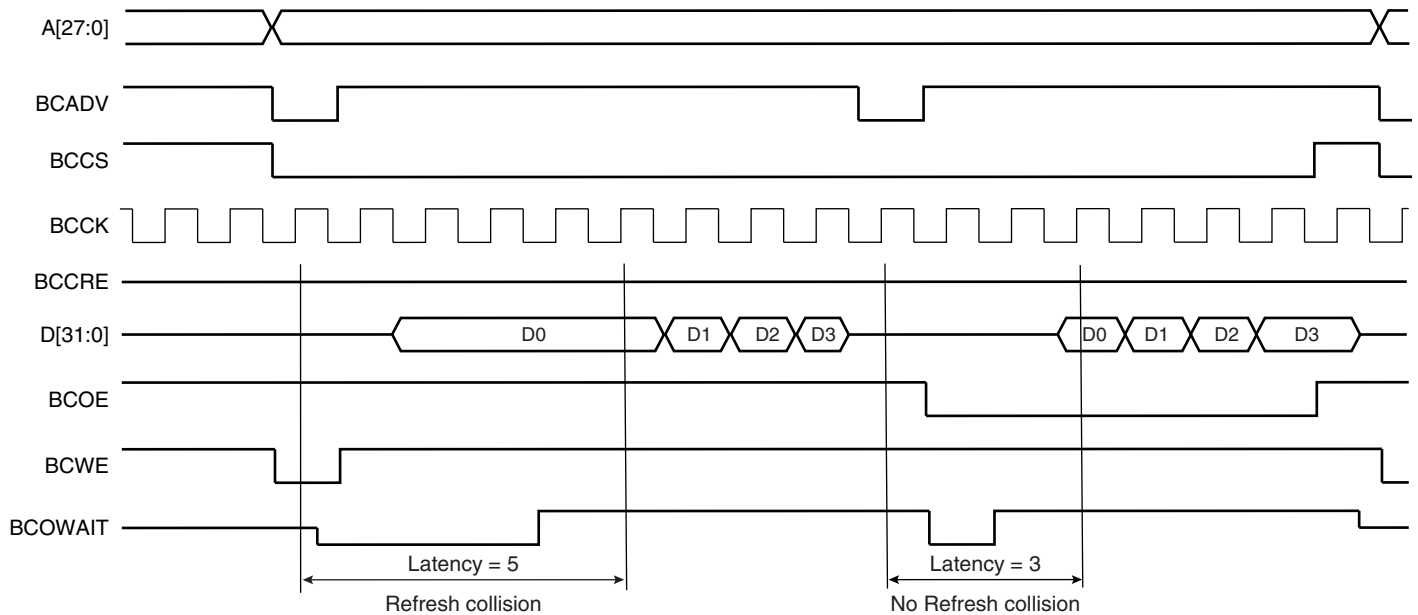 A[27:0]
BCADV
BCCS
BCCK
BCCRE
D[31:0] D0 D1 D2 D3 D0 D1 D2 D3
BCOE
BCWE
BCOWAIT
Latency = 5 Latency = 3
Refresh collision No Refresh collision